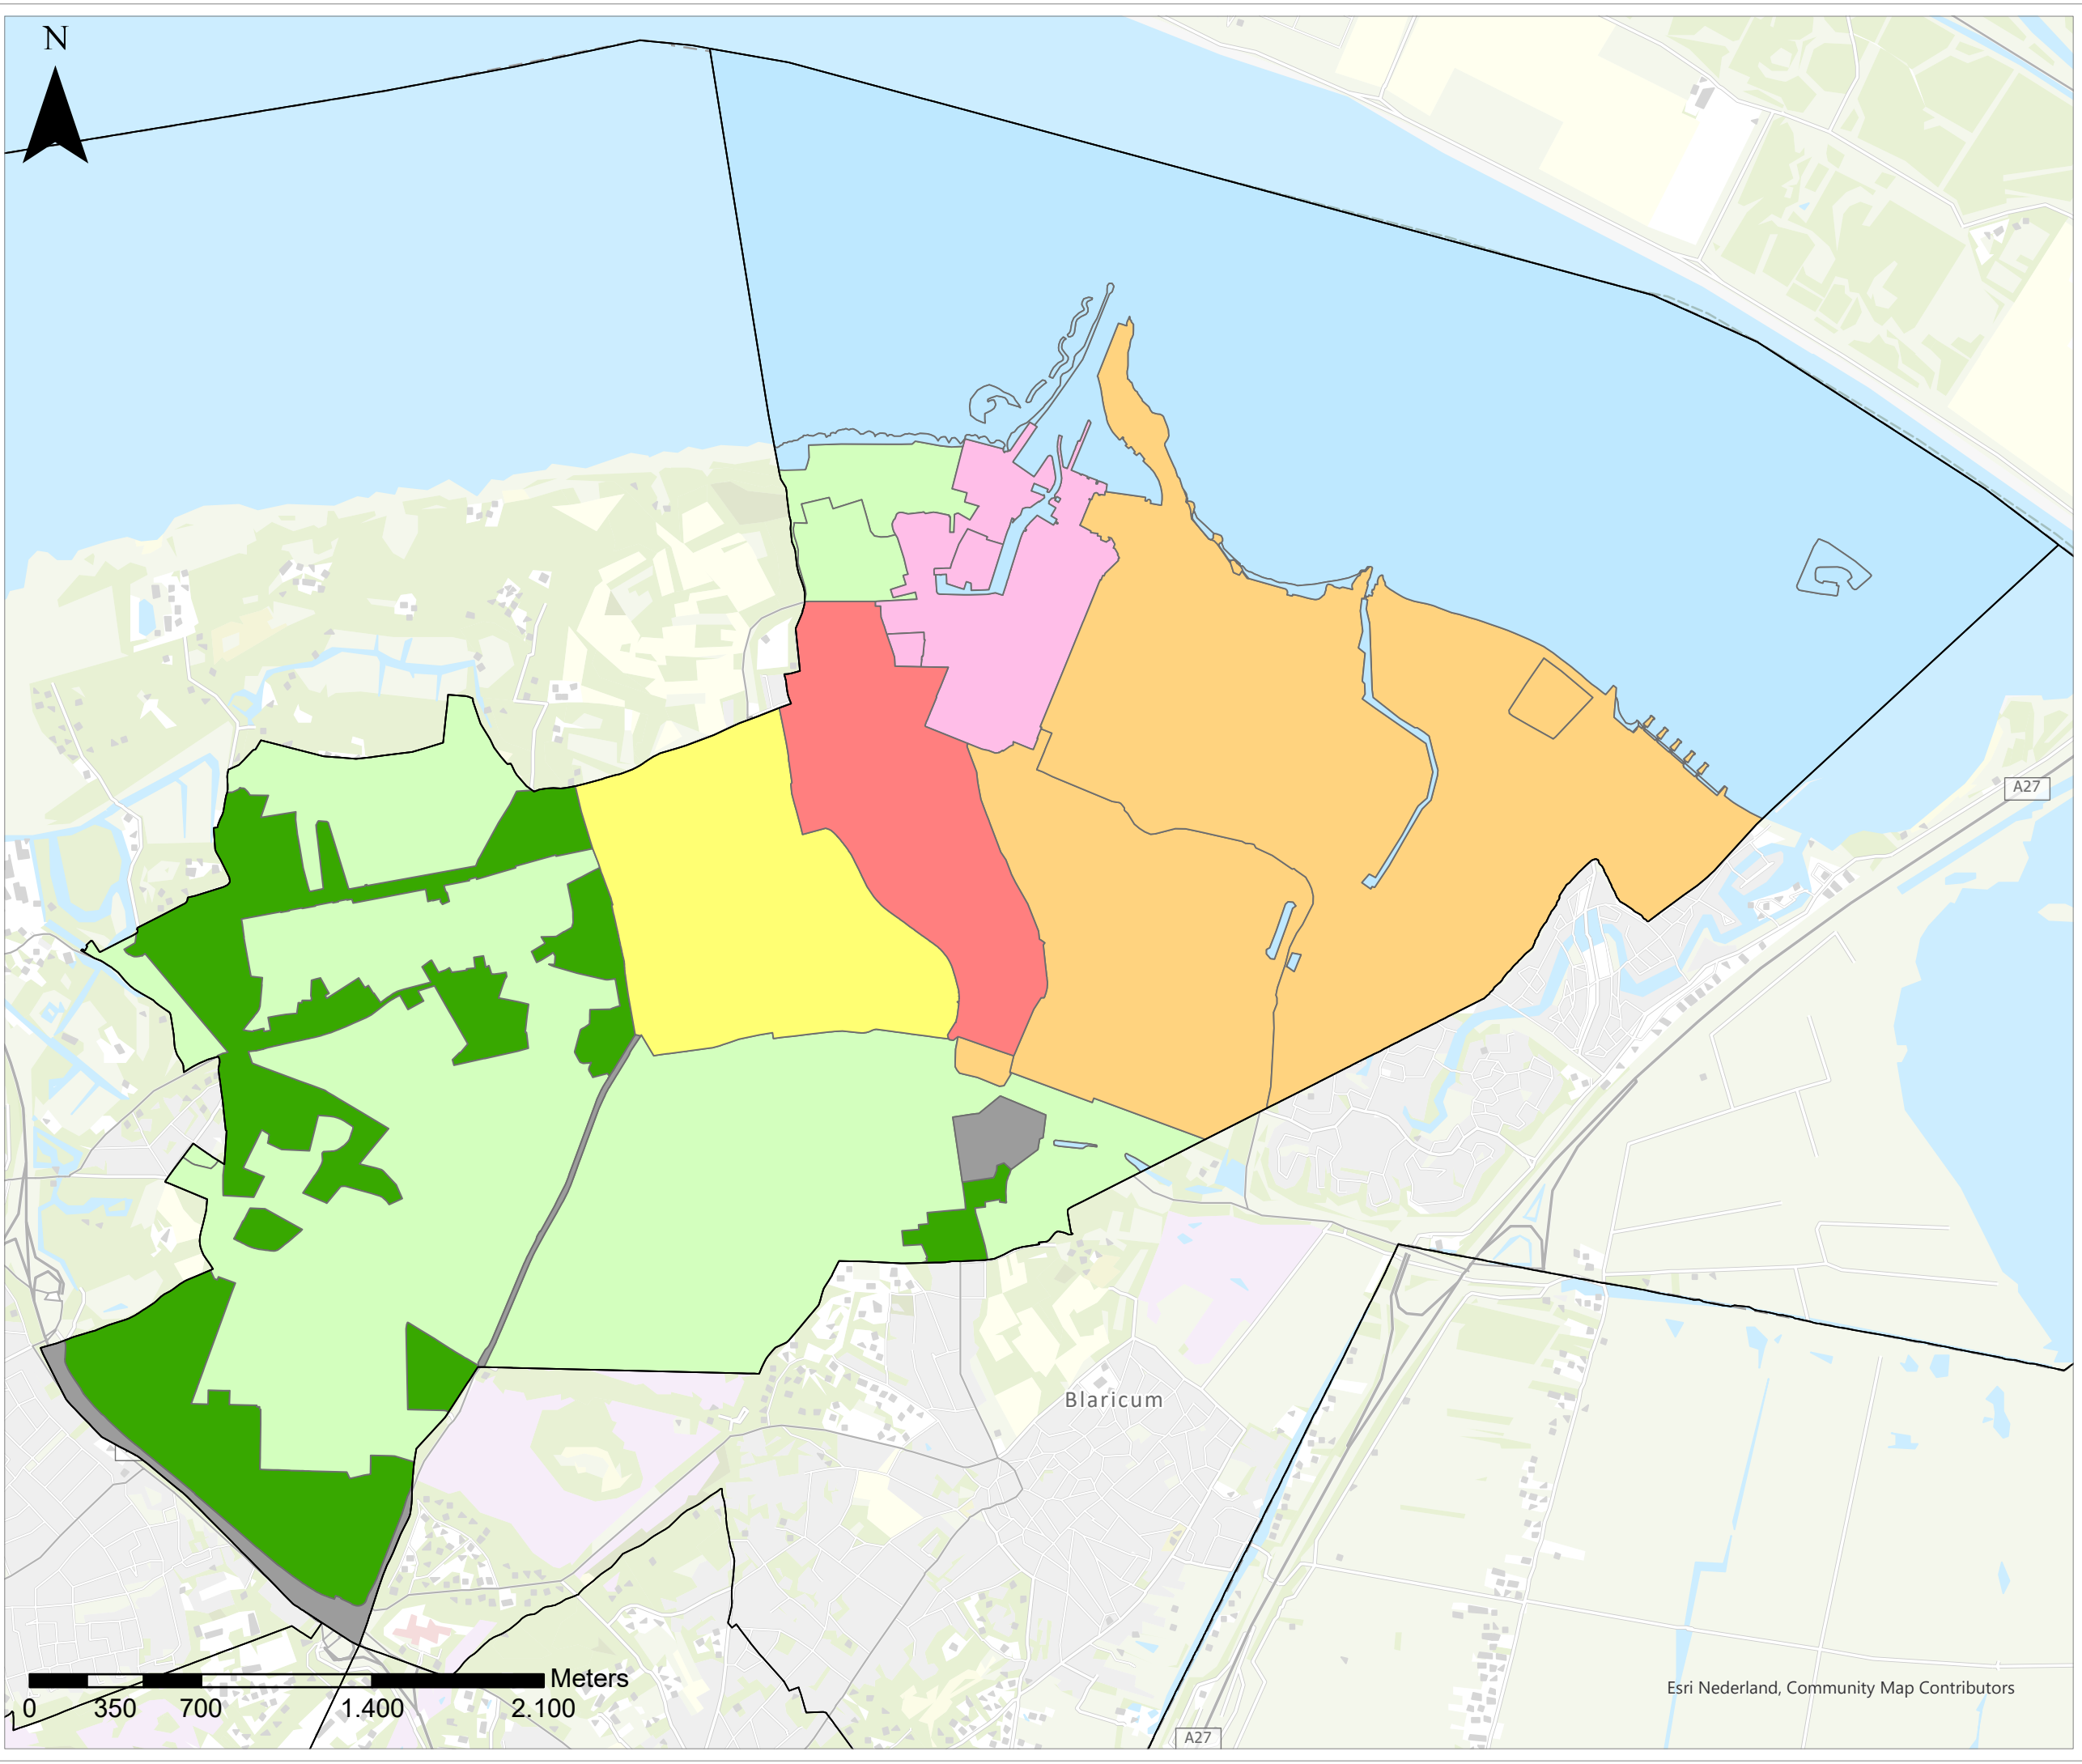 N
A27
Blaricum
Meters
0 350 700 1.400 2.100
Esri Nederland, Community Map Contributors
A27